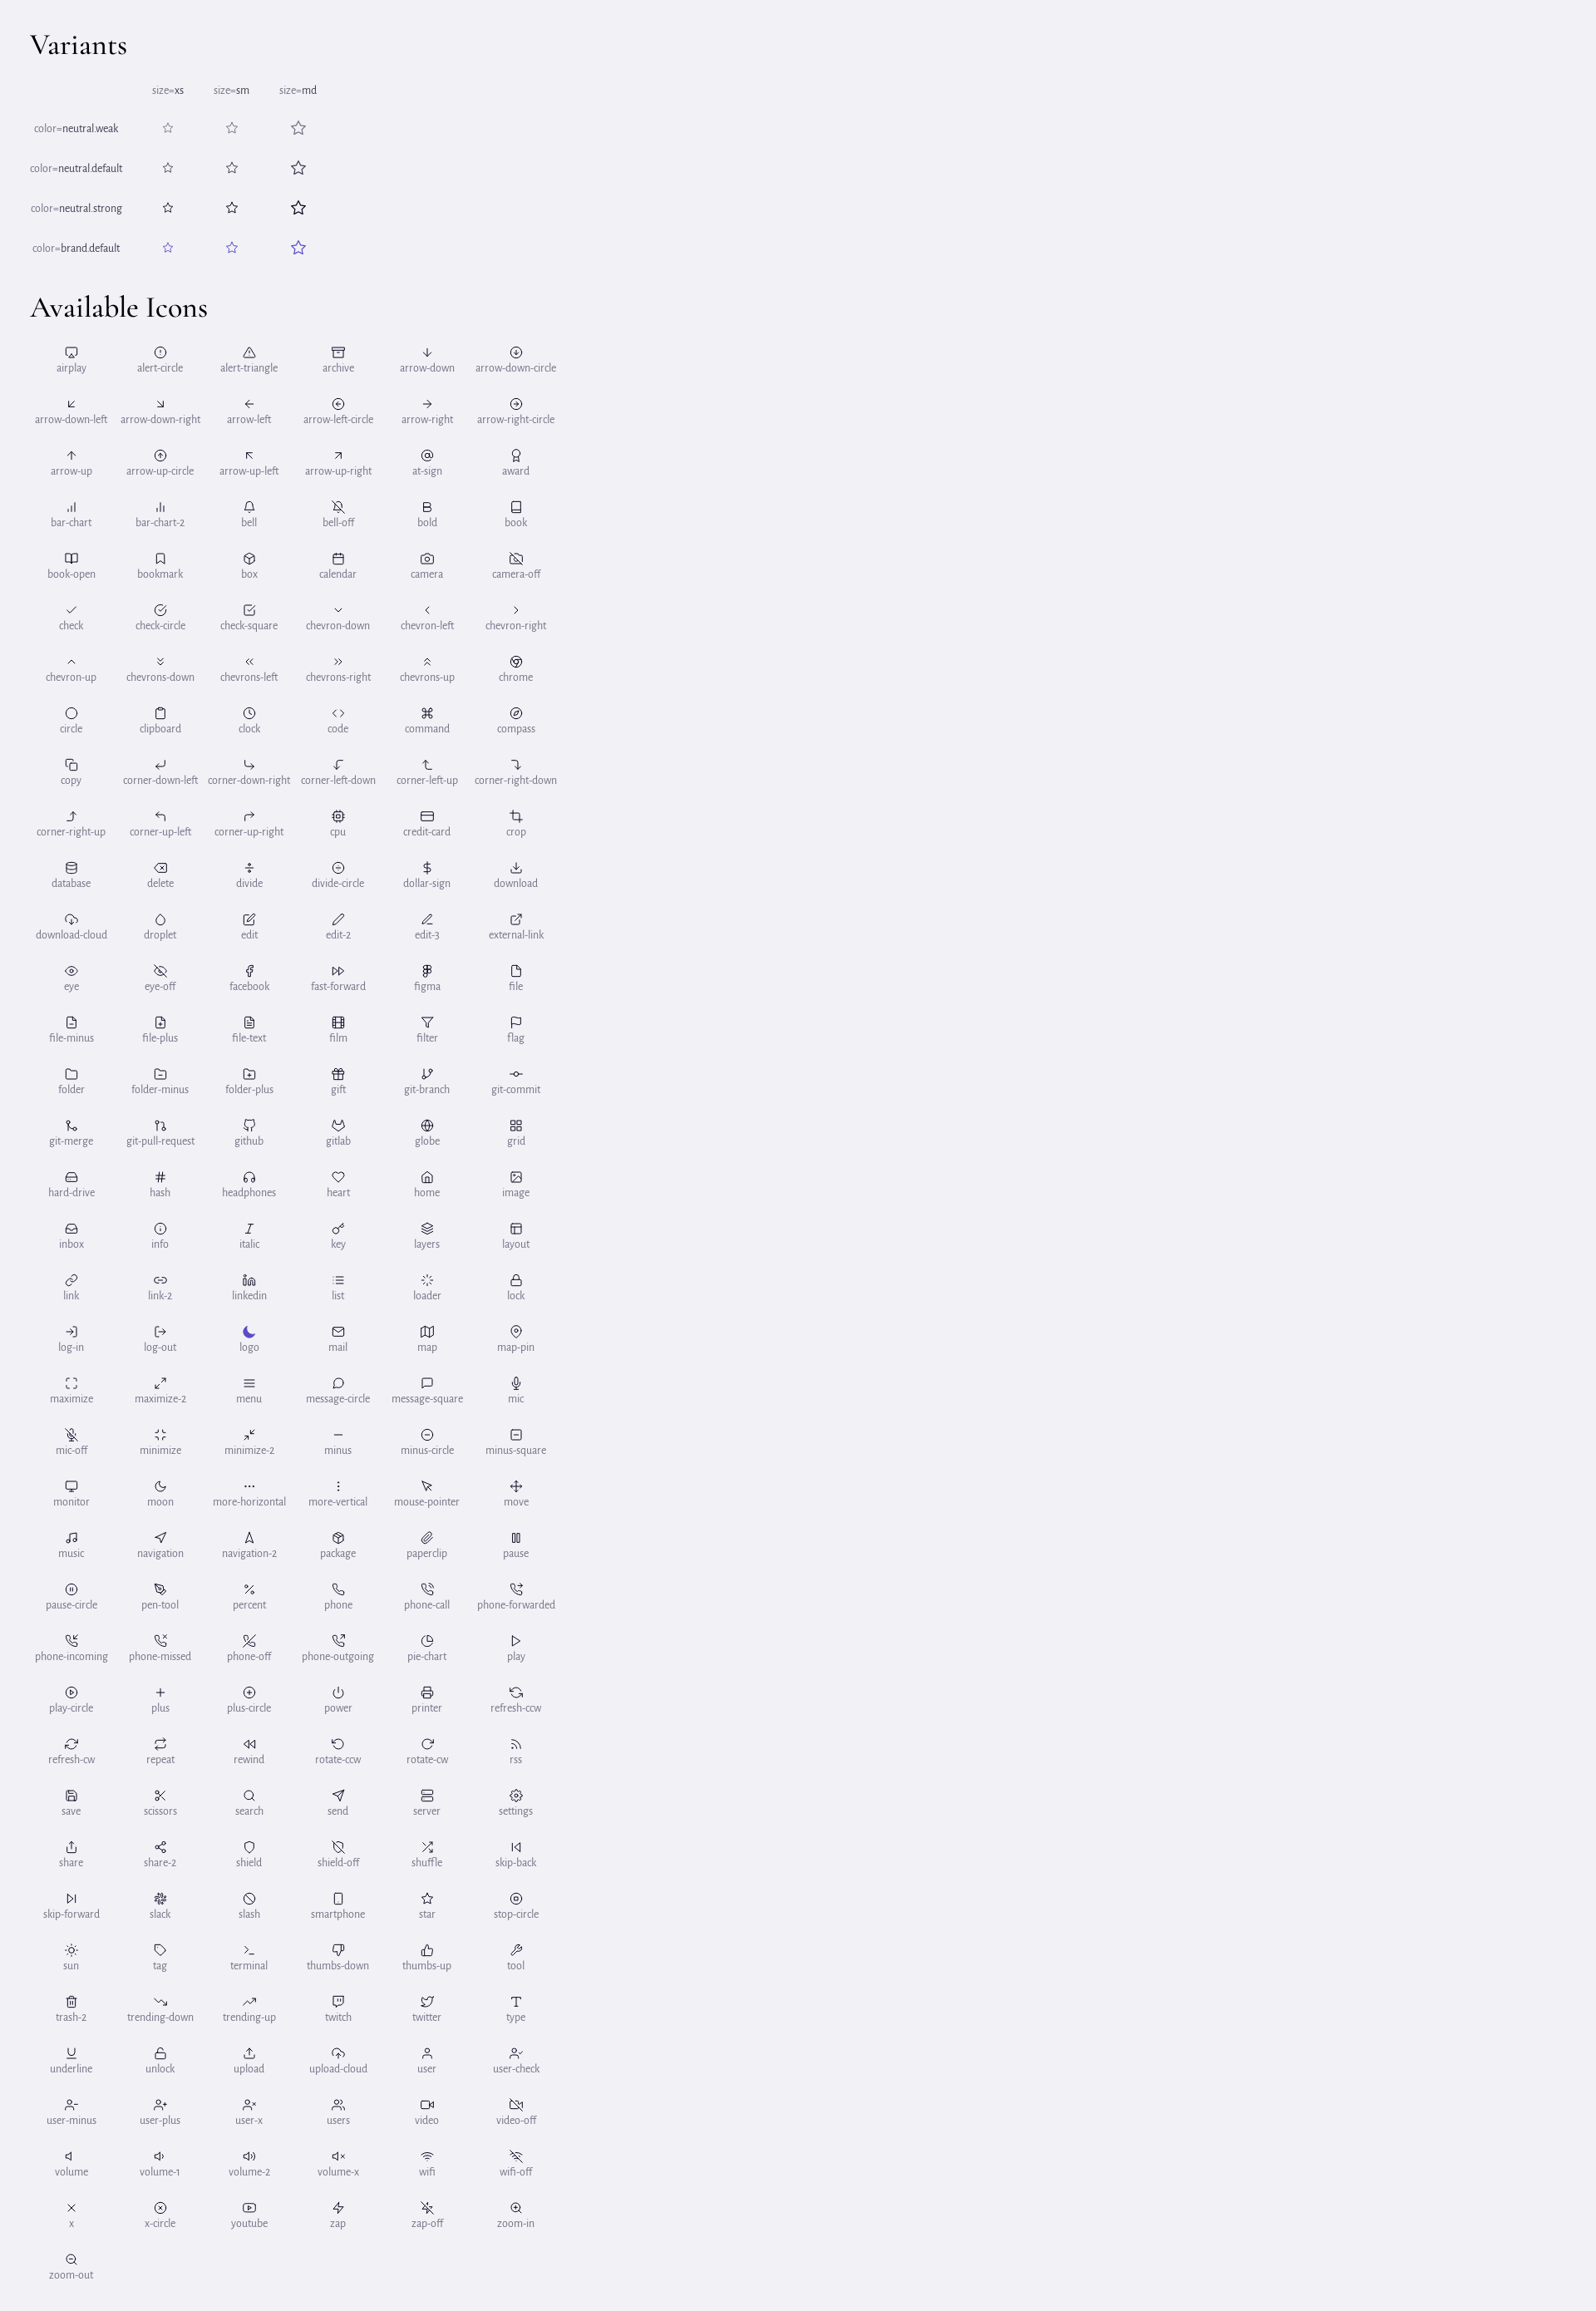 Variants
size=xs size=sm size=md
color=neutral.weak
color=neutral.default
color=neutral.strong
color=brand.default
Available Icons
airplay alert-circle alert-triangle archive arrow-down arrow-down-circle
arrow-down-left arrow-down-right arrow-left arrow-left-circle arrow-right arrow-right-circle
arrow-up arrow-up-circle arrow-up-left arrow-up-right at-sign award
bar-chart bar-chart-2 bell bell-off bold book
book-open bookmark box calendar camera camera-off
check check-circle check-square chevron-down chevron-left chevron-right
chevron-up chevrons-down chevrons-left chevrons-right chevrons-up chrome
circle clipboard clock code command compass
copy corner-down-left corner-down-right corner-left-down corner-left-up corner-right-down
corner-right-up corner-up-left corner-up-right cpu credit-card crop
database delete divide divide-circle dollar-sign download
download-cloud droplet edit edit-2 edit-3 external-link
eye eye-off facebook fast-forward figma file
file-minus file-plus file-text film filter flag
folder folder-minus folder-plus gift git-branch git-commit
git-merge git-pull-request github gitlab globe grid
hard-drive hash headphones heart home image
inbox info italic key layers layout
link link-2 linkedin list loader lock
log-in log-out logo mail map map-pin
maximize maximize-2 menu message-circle message-square mic
mic-off minimize minimize-2 minus minus-circle minus-square
monitor moon more-horizontal more-vertical mouse-pointer move
music navigation navigation-2 package paperclip pause
pause-circle pen-tool percent phone phone-call phone-forwarded
phone-incoming phone-missed phone-off phone-outgoing pie-chart play
play-circle plus plus-circle power printer refresh-ccw
refresh-cw repeat rewind rotate-ccw rotate-cw rss
save scissors search send server settings
share share-2 shield shield-off shuffle skip-back
skip-forward slack slash smartphone star stop-circle
sun tag terminal thumbs-down thumbs-up tool
trash-2 trending-down trending-up twitch twitter type
underline unlock upload upload-cloud user user-check
user-minus user-plus user-x users video video-off
volume volume-1 volume-2 volume-x wifi wifi-off
x x-circle youtube zap zap-off zoom-in
zoom-out